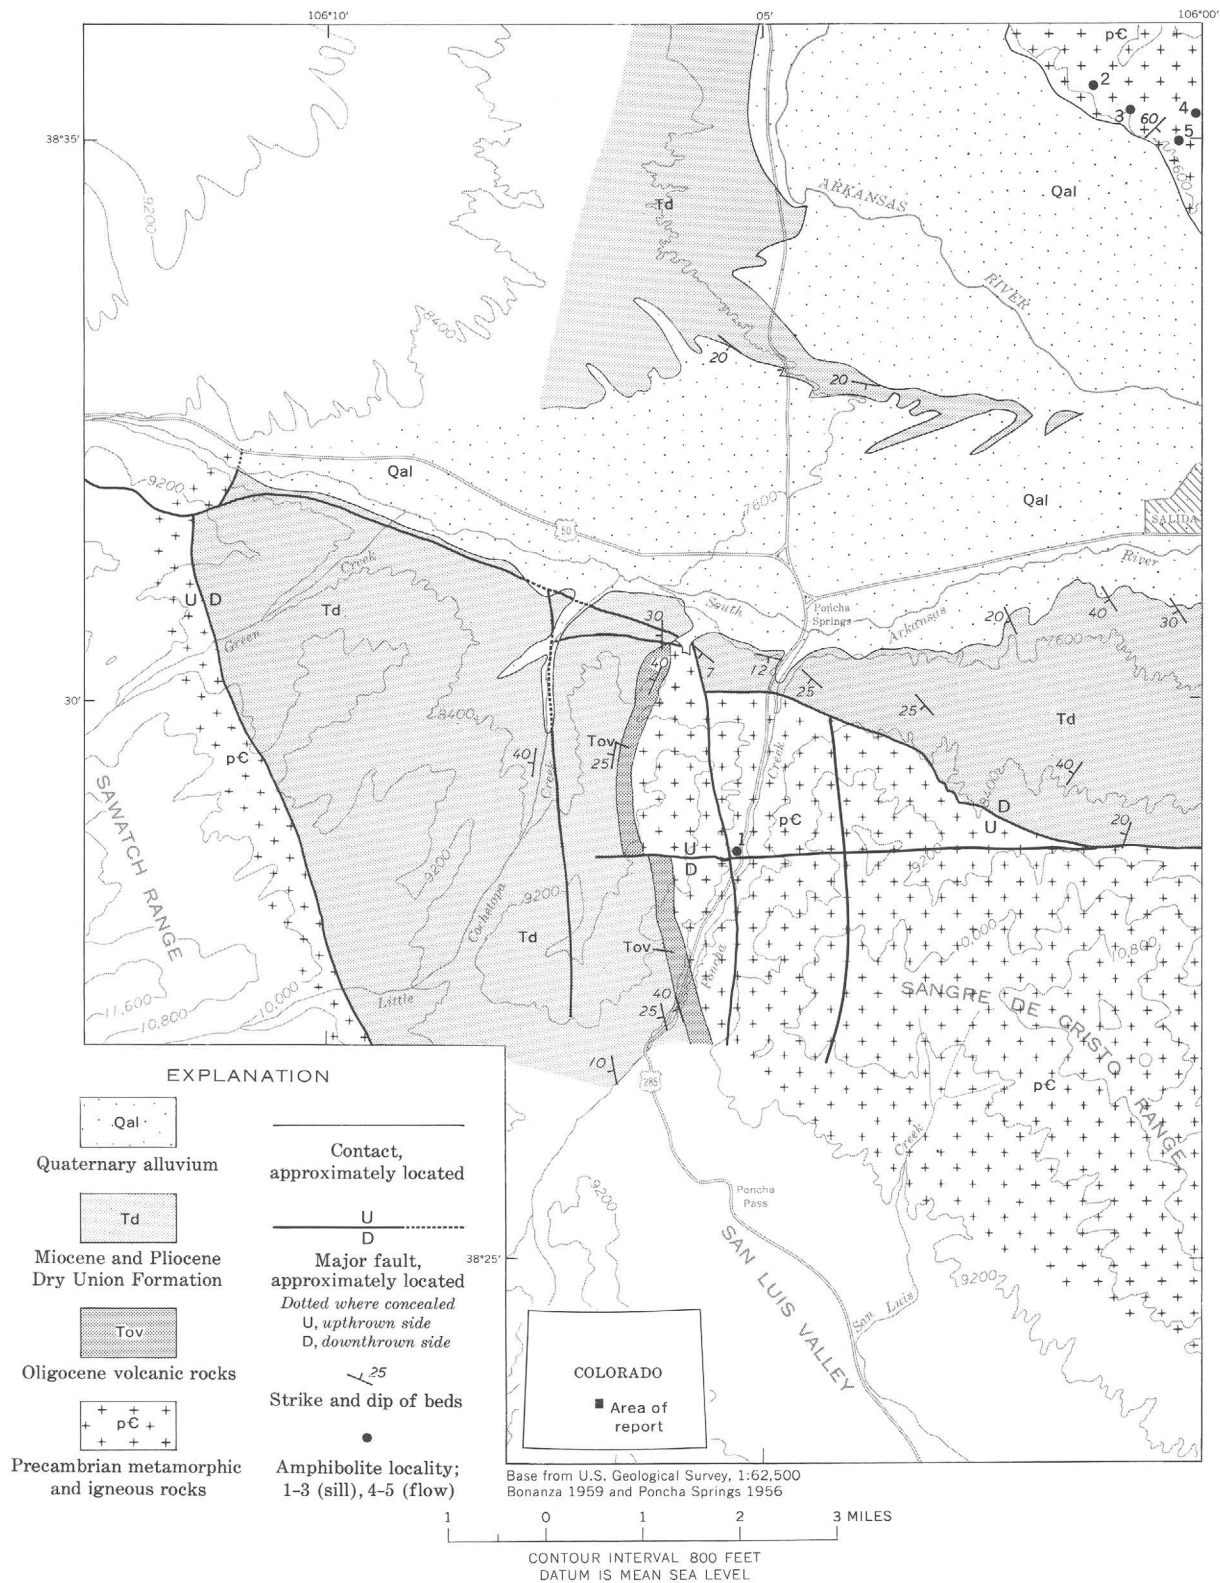 106°10'
05'
106°00'
p€
2
3
60
4
5
7600
38°35'
9200
ARKANSAS
Qal
Td
RIVER
8400
20
20
Qal
9200
7600
Qal
50
SALIDA
River
Creek
U D
Td
Green
South
Poncha
Springs
Arkansas
30
20
40
30
7600
40
7
12
25
30'
8400
25
Td
Tov
25
40
Creek
Creek
40
p€
SAWATCH RANGE
p€
8400
D
U
20
1
U
D
9200
9200
9200
Cochetopa
Td
Tov
Poncha
10,000
10,800
SANGRE DE CRISTO RANGE
11,600
10,800
10,000
Little
40
25
10
285
p€
Creek
EXPLANATION
Qal
Quaternary alluvium
Td
Miocene and Pliocene
Dry Union Formation
Tov
Oligocene volcanic rocks
p€
Precambrian metamorphic
and igneous rocks
Contact,
approximately located
U
D
Major fault,
approximately located
Dotted where concealed
U, upthrown side
D, downthrown side
25
Strike and dip of beds
Amphibolite locality;
1-3 (sill), 4-5 (flow)
9200
Poncha
Pass
38°25'
SAN LUIS VALLEY
9200
San Luis
COLORADO
Area of
report
Base from U.S. Geological Survey, 1:62,500
Bonanza 1959 and Poncha Springs 1956
1 0 1 2 3 MILES
CONTOUR INTERVAL 800 FEET
DATUM IS MEAN SEA LEVEL